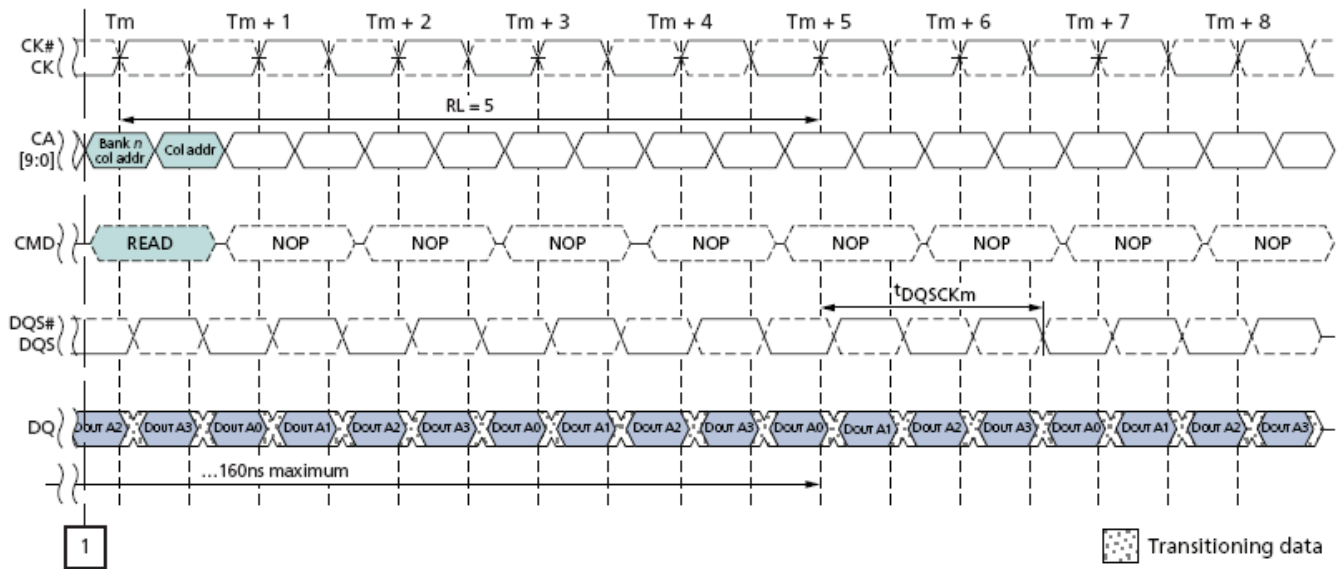 Tm Tm + 1 Tm + 2 Tm + 3 Tm + 4 Tm + 5 Tm + 6 Tm + 7 Tm + 8
CK#
CK
RL = 5
CA
[9:0]
Bank n
col addr
Col addr
CMD READ NOP NOP NOP NOP NOP NOP NOP NOP
tDQSCKm
DQS#
DQS
DQ DOUT A2 DOUT A3 DOUT A0 DOUT A1 DOUT A2 DOUT A3 DOUT A0 DOUT A1 DOUT A2 DOUT A3 DOUT A0 DOUT A1 DOUT A2 DOUT A3 DOUT A0 DOUT A1 DOUT A2 DOUT A3
...160ns maximum
1
Transitioning data